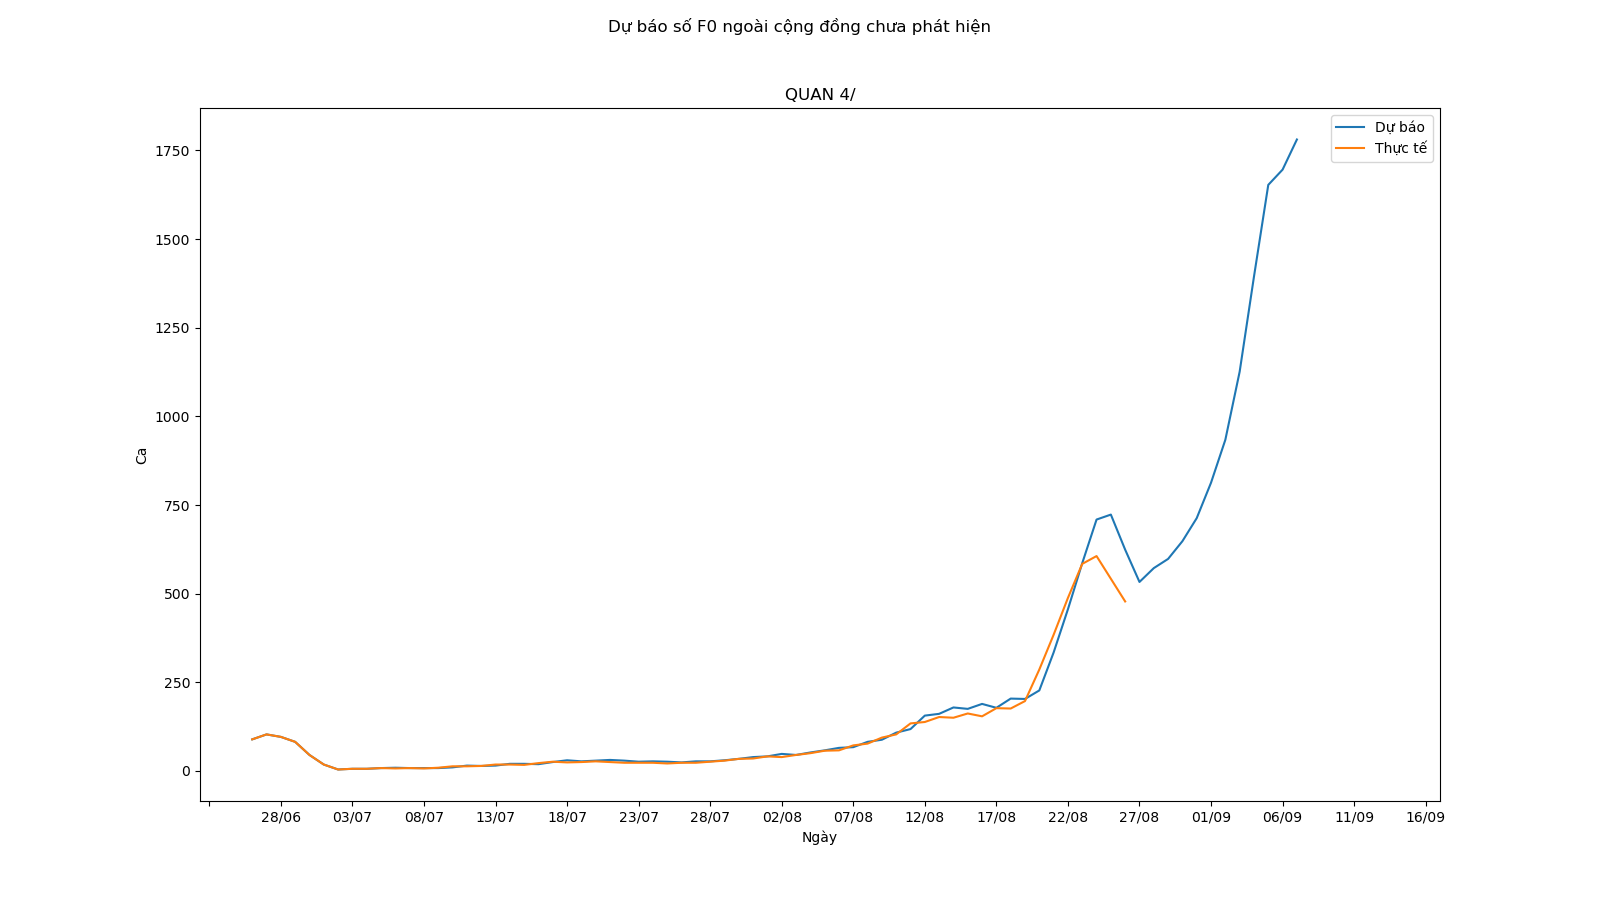 Dự báo số F0 ngoài cộng đồng chưa phát hiện
QUAN 4/
Dự báo
Thực tế
1750
1500
1250
1000
750
500
250
0
Ca
28/06 03/07 08/07 13/07 18/07 23/07 28/07 02/08 07/08 12/08 17/08 22/08 27/08 01/09 06/09 11/09 16/09
Ngày